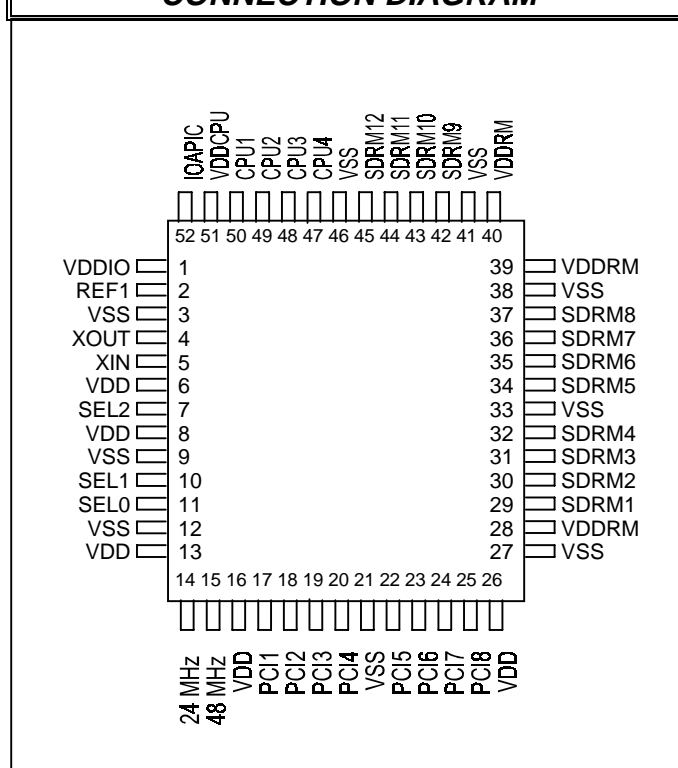 CONNECTION DIAGRAM
IOAPIC
VDDCPU
CPU1
CPU2
CPU3
CPU4
VSS
SDRM12
SDRM11
SDRM10
SDRM9
VSS
VDDRM
52 51 50 49 48 47 46 45 44 43 42 41 40
VDDIO 1 39 VDDRM
REF1 2 38 VSS
VSS 3 37 SDRM8
XOUT 4 36 SDRM7
XIN 5 35 SDRM6
VDD 6 34 SDRM5
SEL2 7 33 VSS
VDD 8 32 SDRM4
VSS 9 31 SDRM3
SEL1 10 30 SDRM2
SEL0 11 29 SDRM1
VSS 12 28 VDDRM
VDD 13 27 VSS
14 15 16 17 18 19 20 21 22 23 24 25 26
24 MHz
48 MHz
VDD
PCI1
PCI2
PCI3
PCI4
VSS
PCI5
PCI6
PCI7
PCI8
VDD